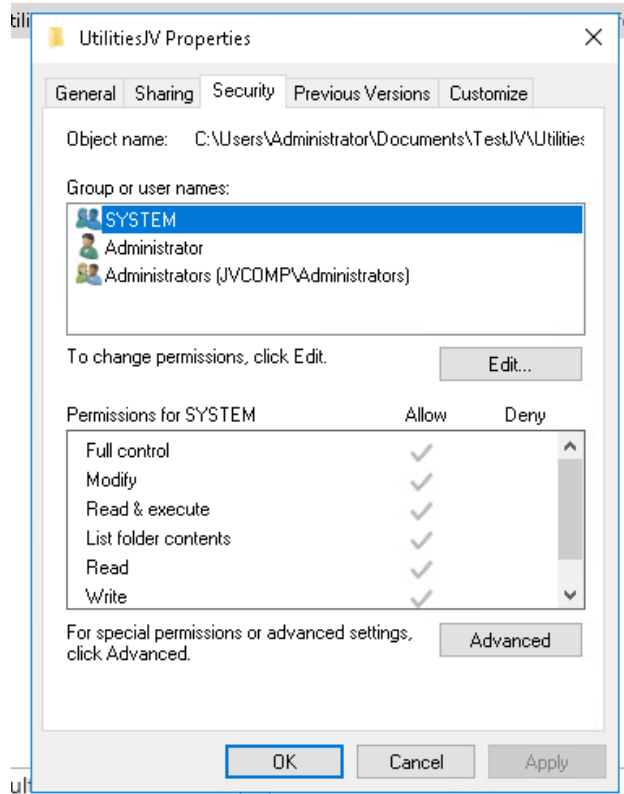 tili
UtilitiesJV Properties
General Sharing Security Previous Versions Customize
Object name: C:\Users\Administrator\Documents\TestJV\Utilities
Group or user names:
SYSTEM
Administrator
Administrators (JVCOMP\Administrators)
To change permissions, click Edit.
Edit...
Permissions for SYSTEM Allow Deny
Full control
Modify
Read & execute
List folder contents
Read
Write
For special permissions or advanced settings,
click Advanced.
Advanced
OK Cancel Apply
ult